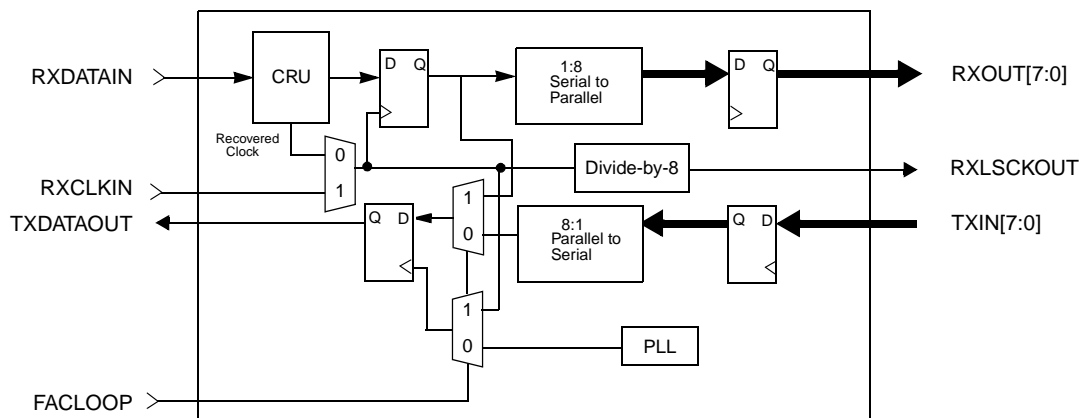 RXDATAIN
CRU
D Q
1:8
Serial to
Parallel
D Q
RXOUT[7:0]
Recovered
Clock
0
1
RXCLKIN
Divide-by-8
RXLSCKOUT
TXDATAOUT
Q D
1
0
8:1
Parallel to
Serial
Q D
TXIN[7:0]
1
0
PLL
FACLOOP